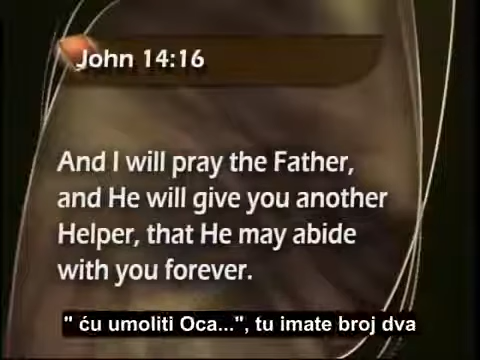 John 14:16
And I will pray the Father,
and He will give you another
Helper, that He may abide
with you forever.
" ću umoliti Oca...", tu imate broj dva